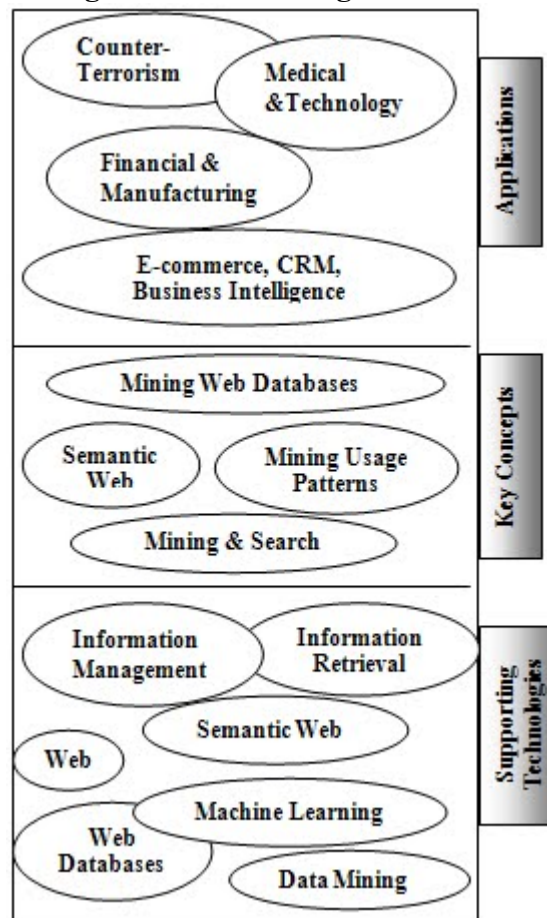 Counter-
Terrorism
Medical
&Technology
Financial &
Manufacturing
E-commerce, CRM,
Business Intelligence
Applications
Mining Web Databases
Semantic
Web
Mining Usage
Patterns
Mining & Search
Key Concepts
Information
Management
Information
Retrieval
Semantic Web
Web
Machine Learning
Web
Databases
Data Mining
Supporting
Technologies